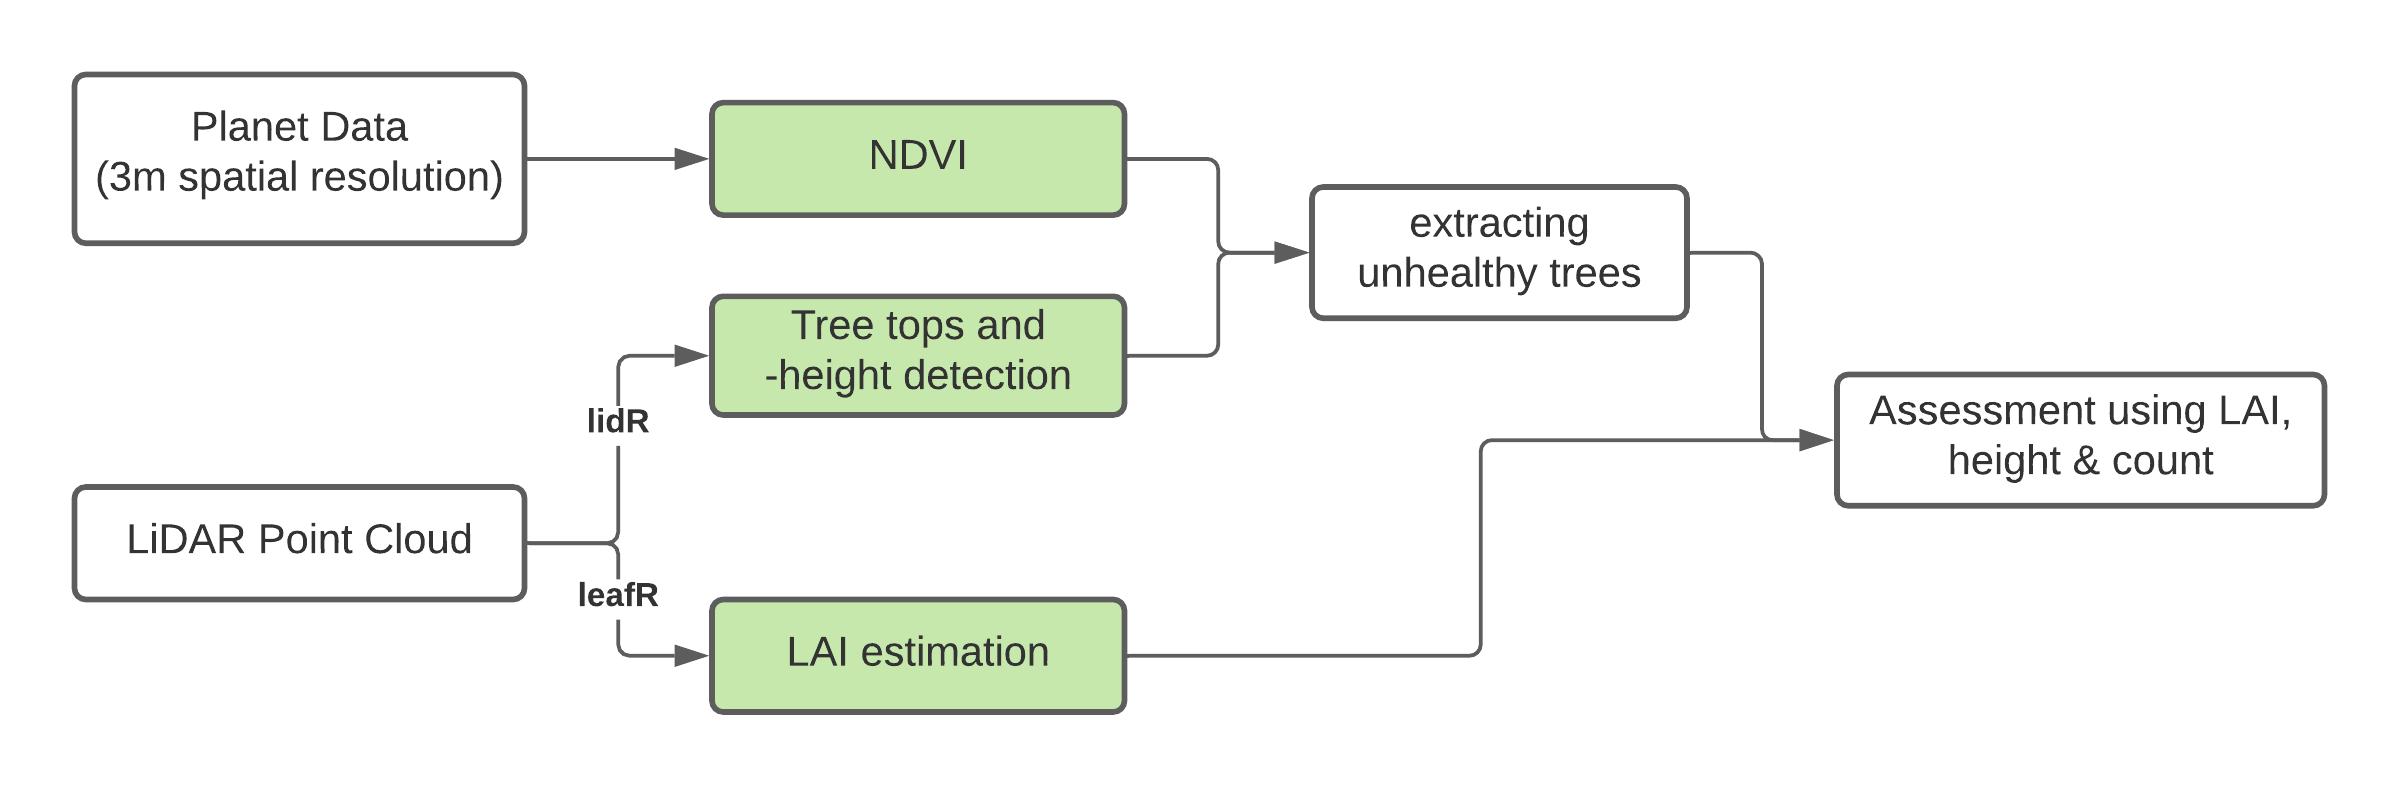 Planet Data
(3m spatial resolution)
NDVI
extracting
unhealthy trees
Tree tops and
-height detection
lidR
Assessment using LAI,
height & count
LiDAR Point Cloud
leafR
LAI estimation